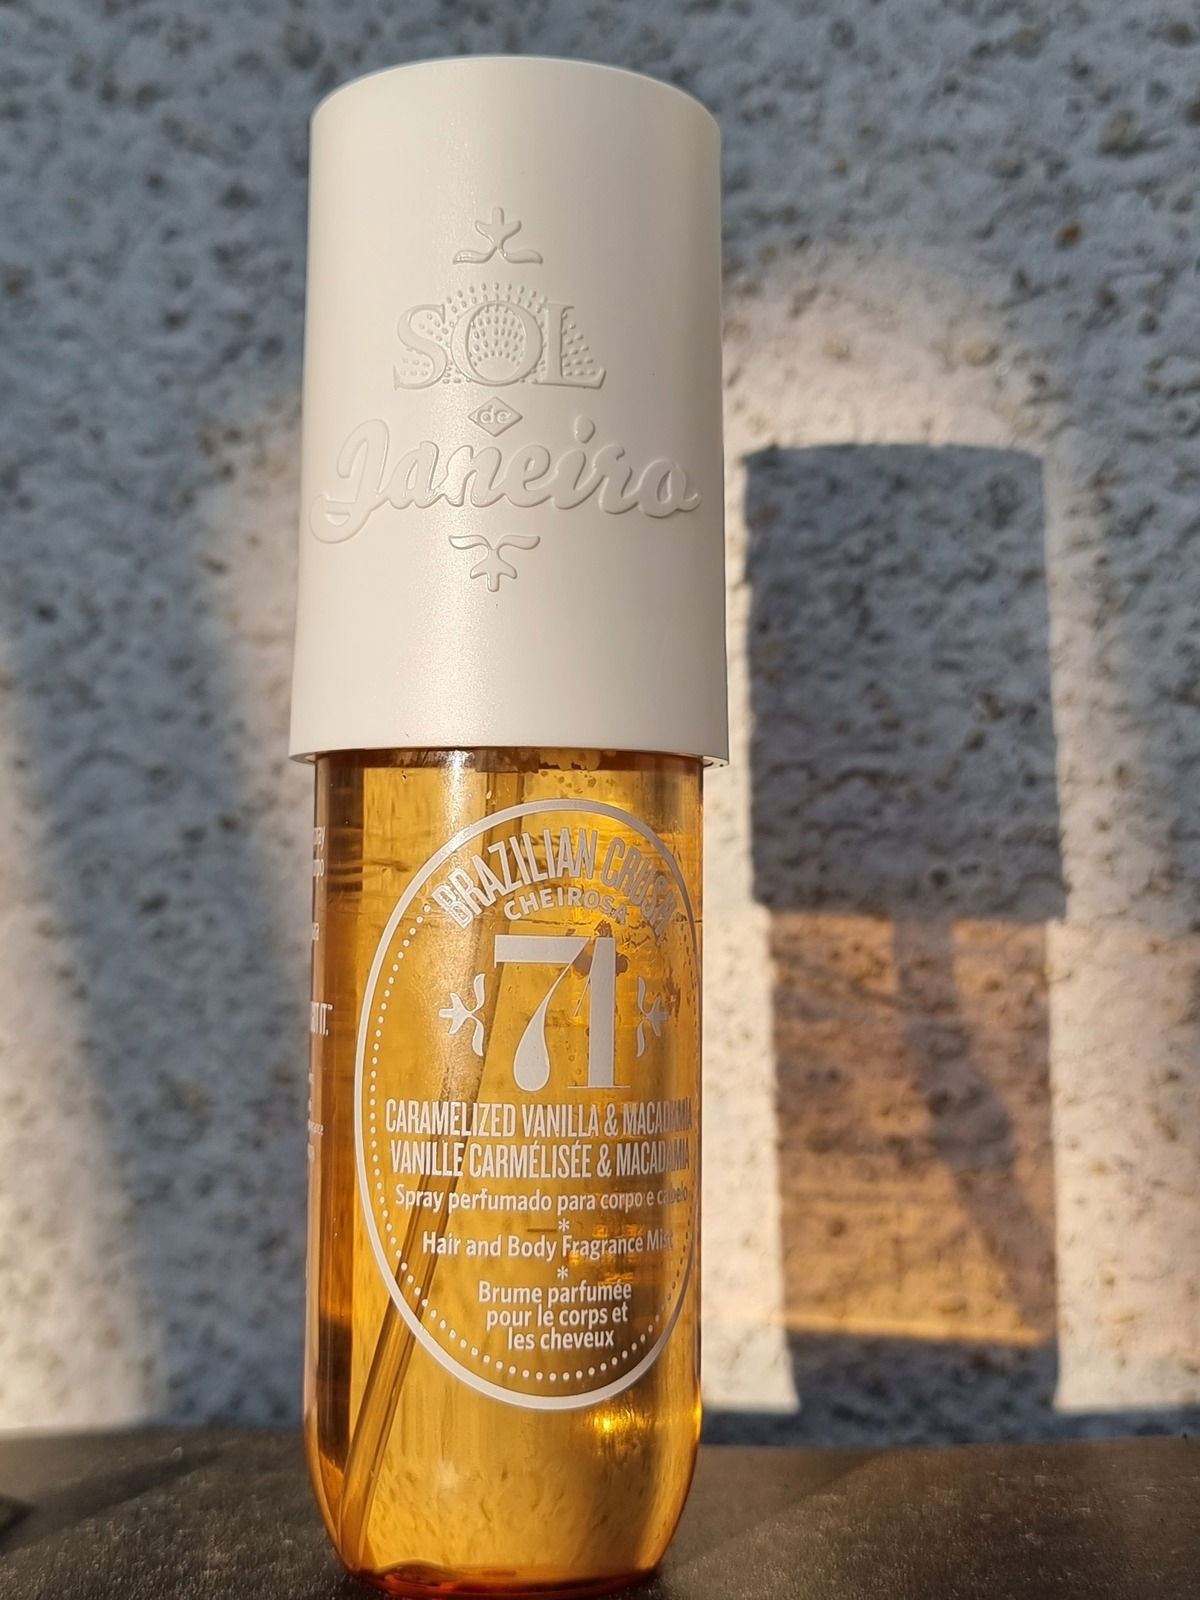 SOL
de
Janeiro
BRAZILIAN CRUSH
CHEIROSA
71
CARAMELIZED VANILLA & MACADAMIA
VANILLE CARMÉLISÉE & MACADAMIA
Spray perfumado para corpo e cabelo
*
Hair and Body Fragrance Mist
*
Brume parfumée
pour le corps et
les cheveux